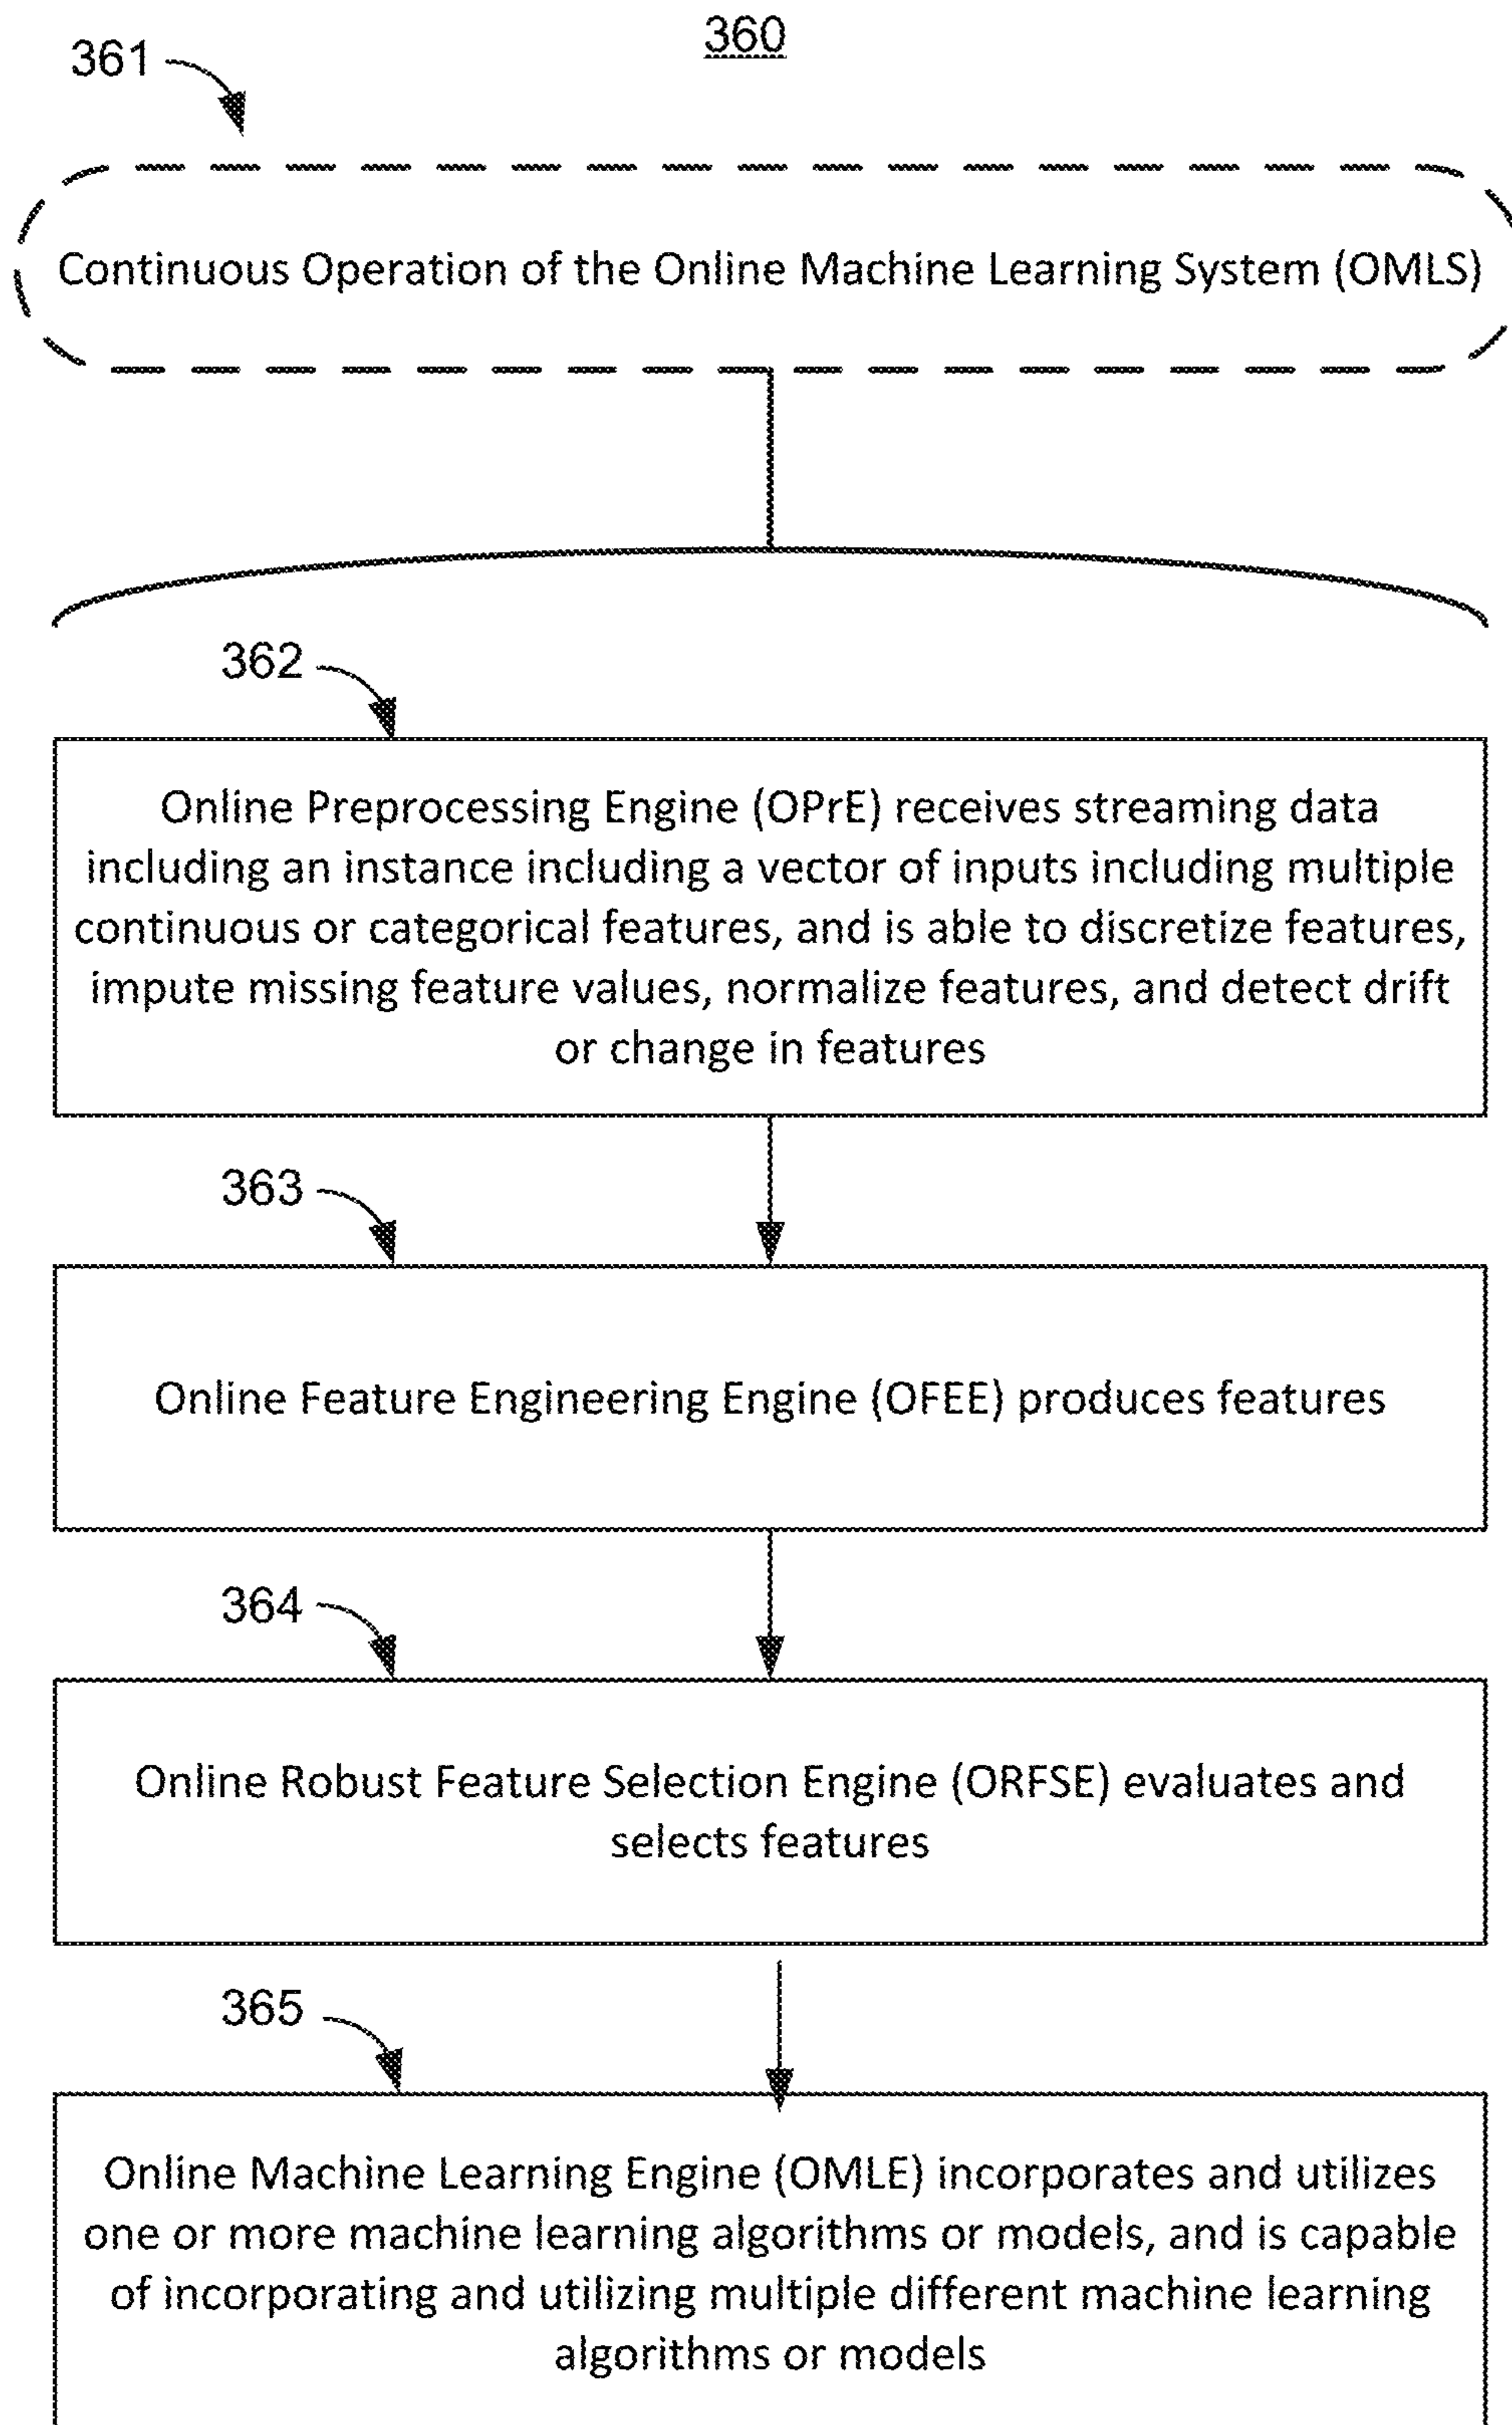 360
361
Continuous Operation of the Online Machine Learning System (OMLS)
362
Online Preprocessing Engine (OPrE) receives streaming data
including an instance including a vector of inputs including multiple
continuous or categorical features, and is able to discretize features,
impute missing feature values, normalize features, and detect drift
or change in features
363
Online Feature Engineering Engine (OFEE) produces features
364
Online Robust Feature Selection Engine (ORFSE) evaluates and
selects features
365
Online Machine Learning Engine (OMLE) incorporates and utilizes
one or more machine learning algorithms or models, and is capable
of incorporating and utilizing multiple different machine learning
algorithms or models